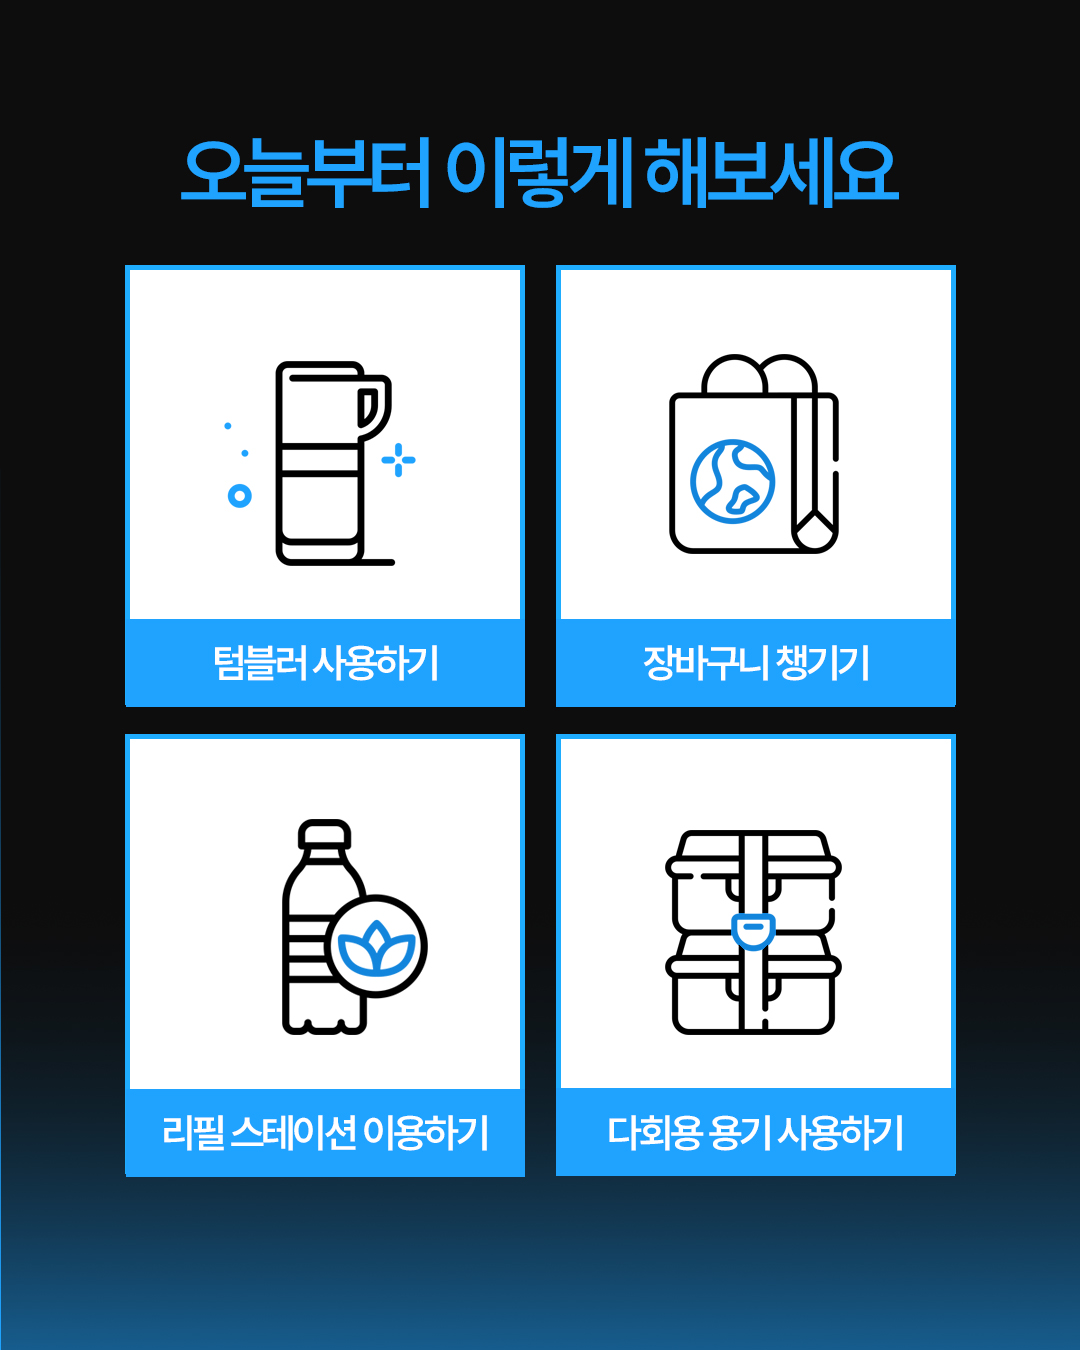 오늘부터 이렇게 해보세요
텀블러 사용하기
장바구니 챙기기
리필 스테이션 이용하기
다회용 용기 사용하기